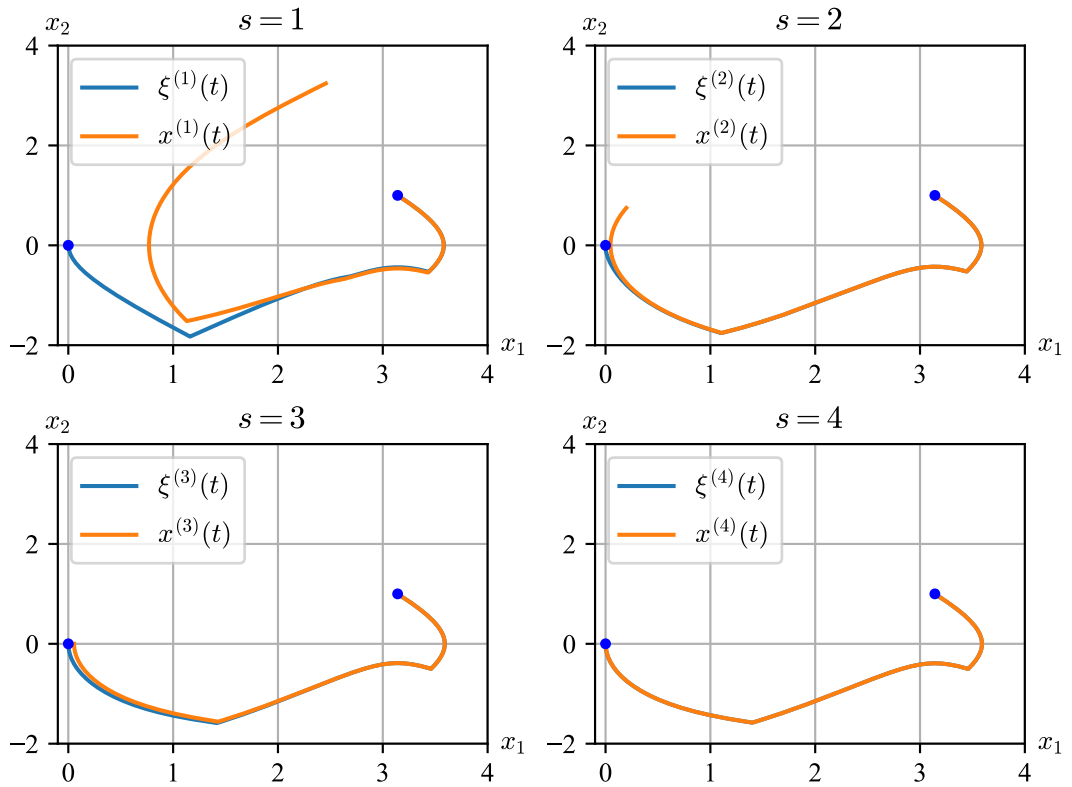 s = 1
x₂
4
ξ⁽¹⁾(t)
x⁽¹⁾(t)
2
0
−2
0 1 2 3 4
x₁
s = 2
x₂
4
ξ⁽²⁾(t)
x⁽²⁾(t)
2
0
−2
0 1 2 3 4
x₁
s = 3
x₂
4
ξ⁽³⁾(t)
x⁽³⁾(t)
2
0
−2
0 1 2 3 4
x₁
s = 4
x₂
4
ξ⁽⁴⁾(t)
x⁽⁴⁾(t)
2
0
−2
0 1 2 3 4
x₁